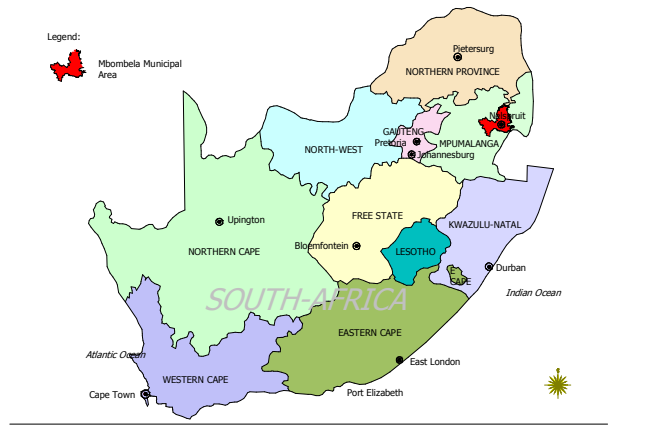 Legend:
Mbombela Municipal
Area
Pietersurg
NORTHERN PROVINCE
Nelspruit
GAUTENG
Pretoria
MPUMALANGA
NORTH-WEST
Johannesburg
FREE STATE
Upington
KWAZULU-NATAL
Bloemfontein
NORTHERN CAPE
LESOTHO
Durban
E
CAPE
Indian Ocean
SOUTH-AFRICA
EASTERN CAPE
Atlantic Ocean
East London
WESTERN CAPE
Cape Town
Port Elizabeth